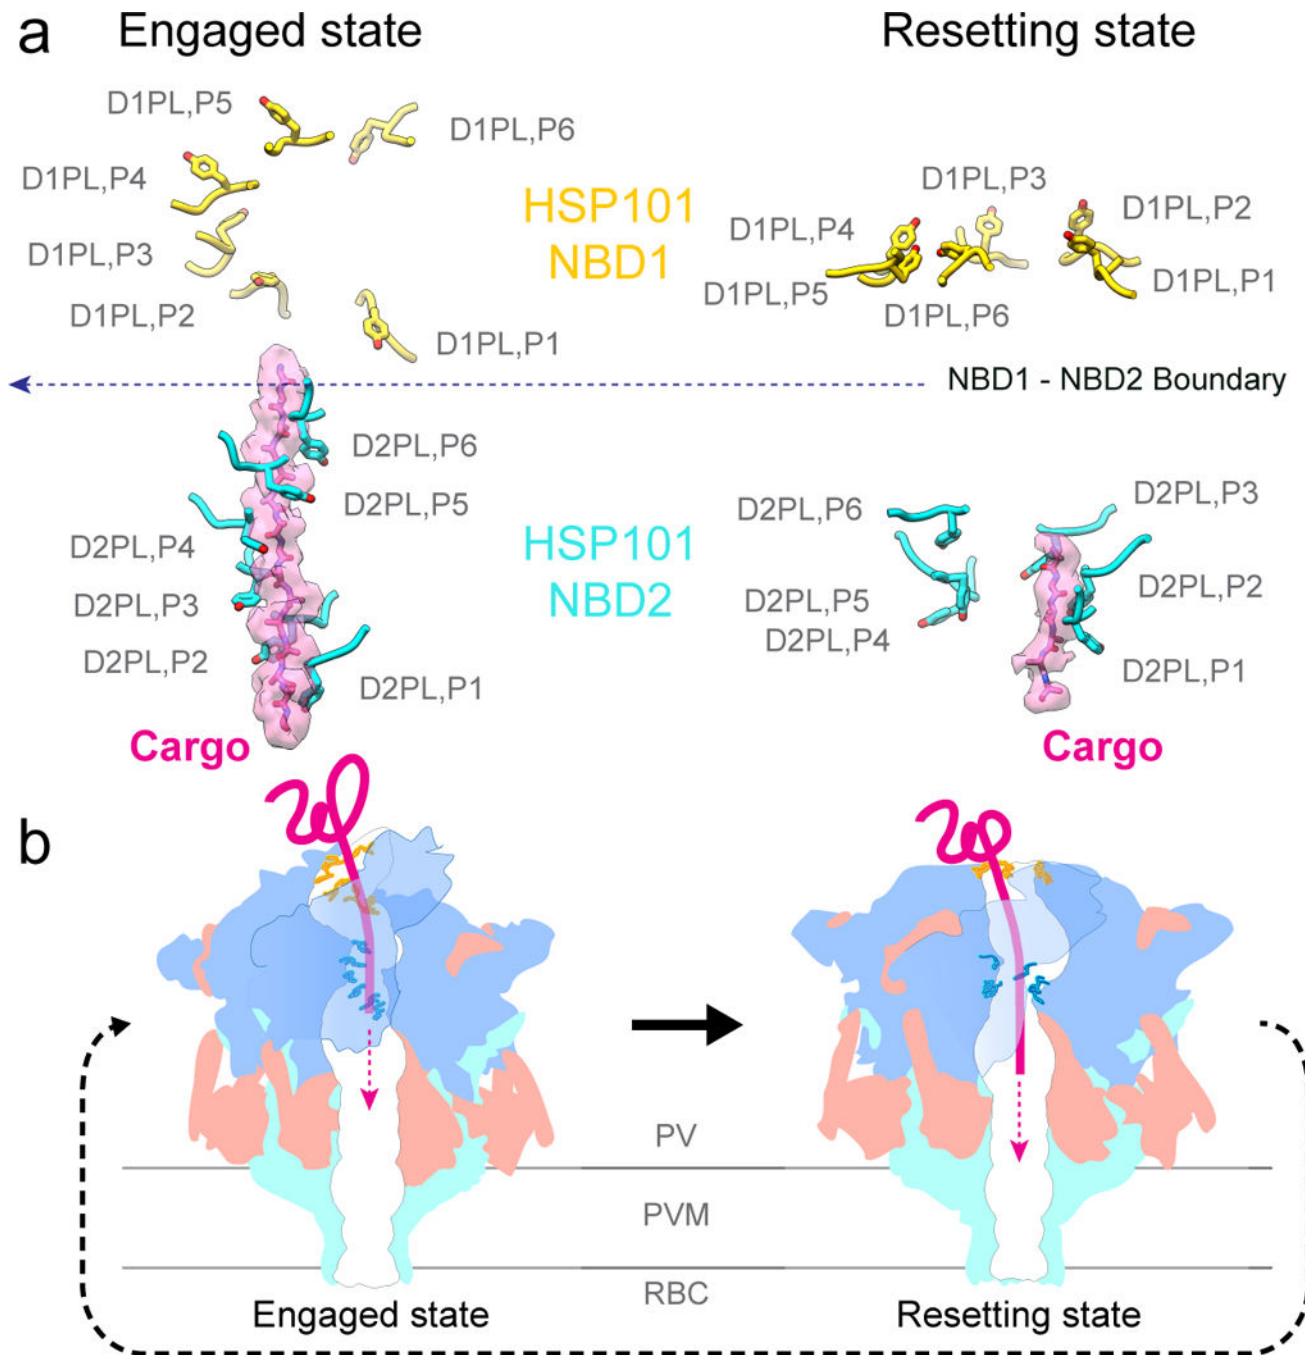 a
Engaged state
Resetting state
D1PL,P5
D1PL,P6
D1PL,P4
D1PL,P3
D1PL,P2
D1PL,P1
HSP101
NBD1
D1PL,P3
D1PL,P2
D1PL,P4
D1PL,P1
D1PL,P5
D1PL,P6
NBD1 - NBD2 Boundary
D2PL,P6
D2PL,P5
D2PL,P4
D2PL,P3
D2PL,P2
D2PL,P1
Cargo
HSP101
NBD2
D2PL,P3
D2PL,P6
D2PL,P2
D2PL,P5
D2PL,P4
D2PL,P1
Cargo
b
PV
PVM
RBC
Engaged state
Resetting state